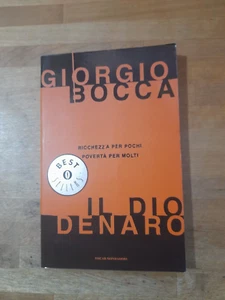 GIORGIO
BOCCA
RICCHEZZA PER POCHI
POVERTÀ PER MOLTI
BEST
SELLERS
IL DIO
DENARO